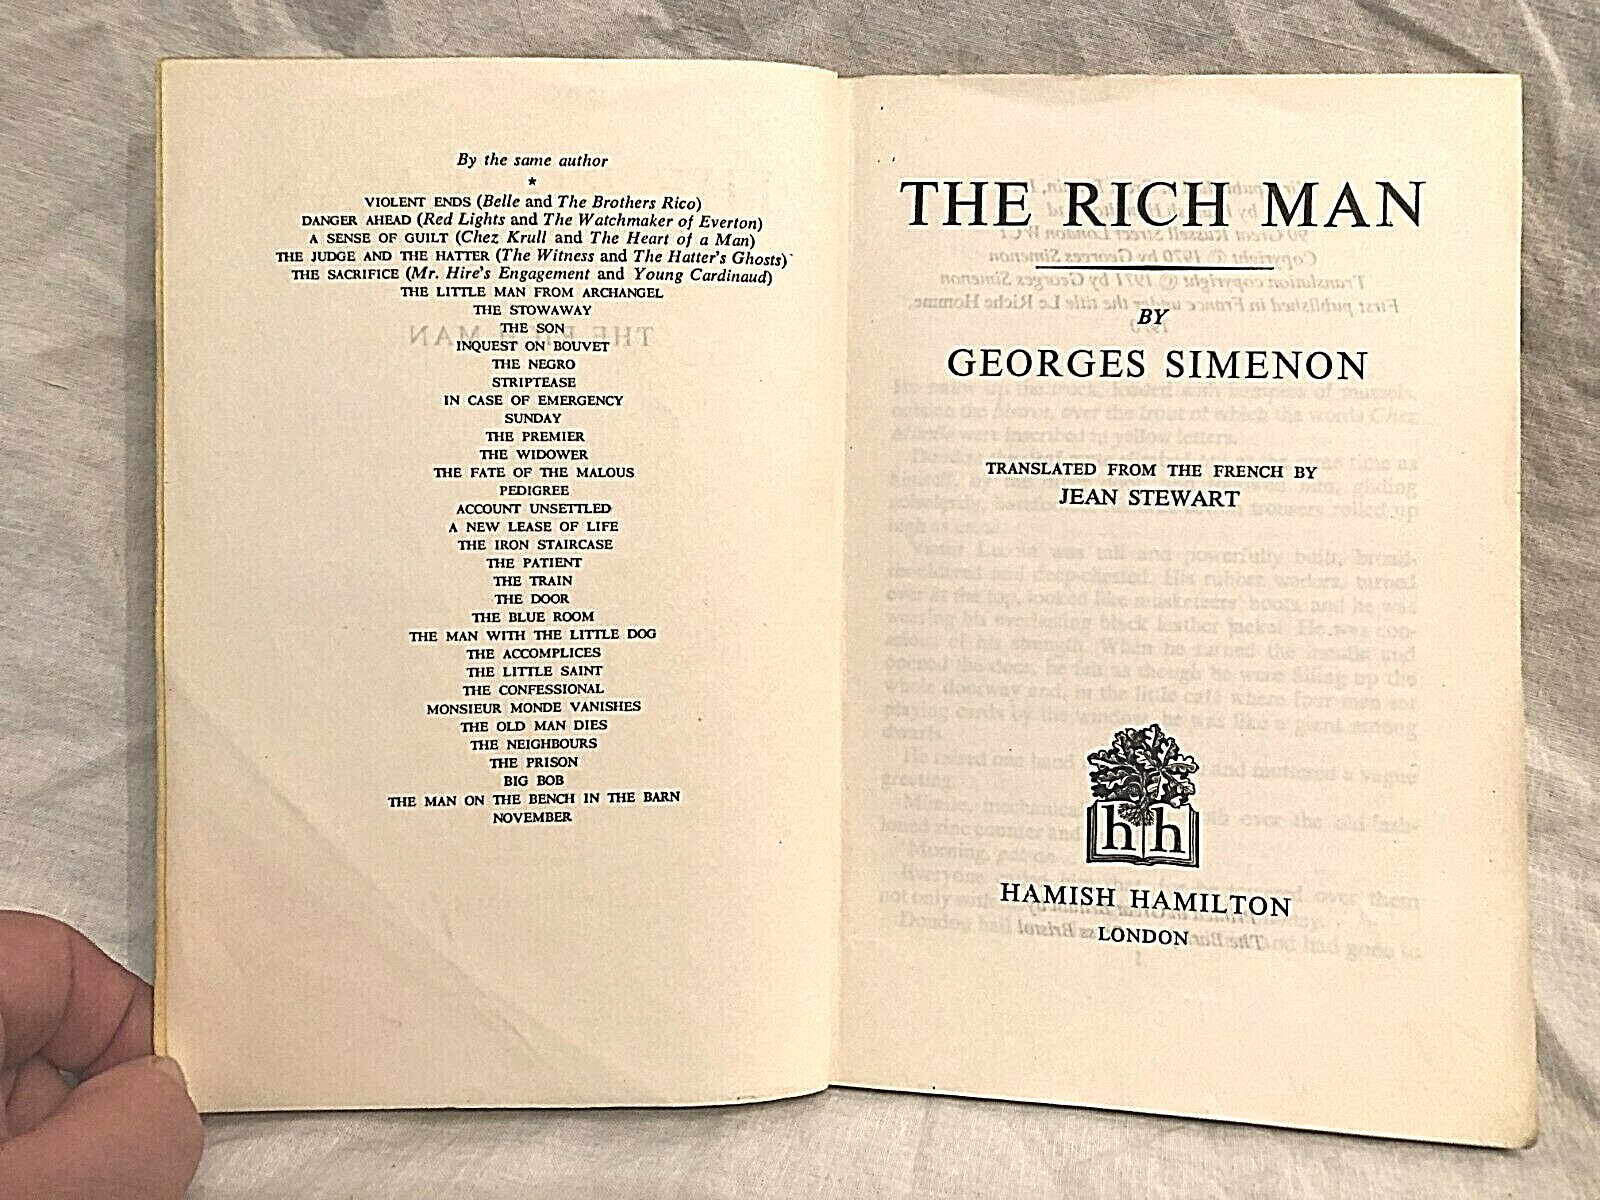 By the same author
*
VIOLENT ENDS (Belle and The Brothers Rico)
DANGER AHEAD (Red Lights and The Watchmaker of Everton)
A SENSE OF GUILT (Chez Krull and The Heart of a Man)
THE JUDGE AND THE HATTER (The Witness and The Hatter's Ghosts)
THE SACRIFICE (Mr. Hire's Engagement and Young Cardinaud)
THE LITTLE MAN FROM ARCHANGEL
THE STOWAWAY
THE SON
INQUEST ON BOUVET
THE NEGRO
STRIPTEASE
IN CASE OF EMERGENCY
SUNDAY
THE PREMIER
THE WIDOWER
THE FATE OF THE MALOUS
PEDIGREE
ACCOUNT UNSETTLED
A NEW LEASE OF LIFE
THE IRON STAIRCASE
THE PATIENT
THE TRAIN
THE DOOR
THE BLUE ROOM
THE MAN WITH THE LITTLE DOG
THE ACCOMPLICES
THE LITTLE SAINT
THE CONFESSIONAL
MONSIEUR MONDE VANISHES
THE OLD MAN DIES
THE NEIGHBOURS
THE PRISON
BIG BOB
THE MAN ON THE BENCH IN THE BARN
NOVEMBER
THE RICH MAN
BY
GEORGES SIMENON
TRANSLATED FROM THE FRENCH BY
JEAN STEWART
h h
HAMISH HAMILTON
LONDON